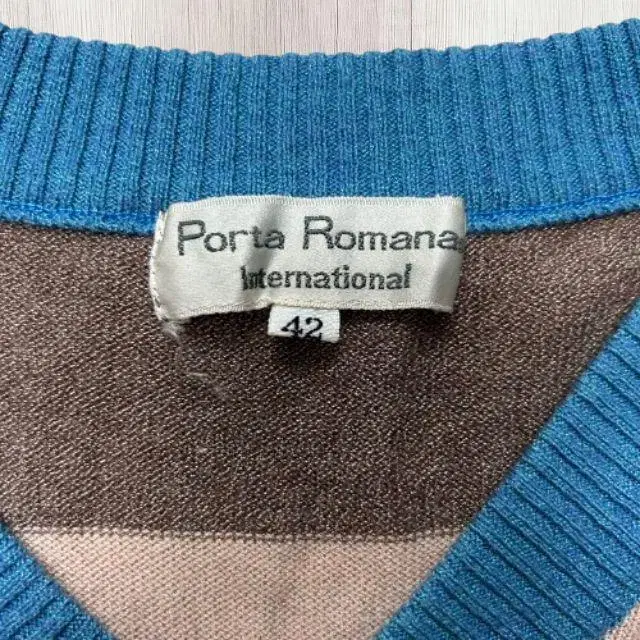 Porta Romana
International
42